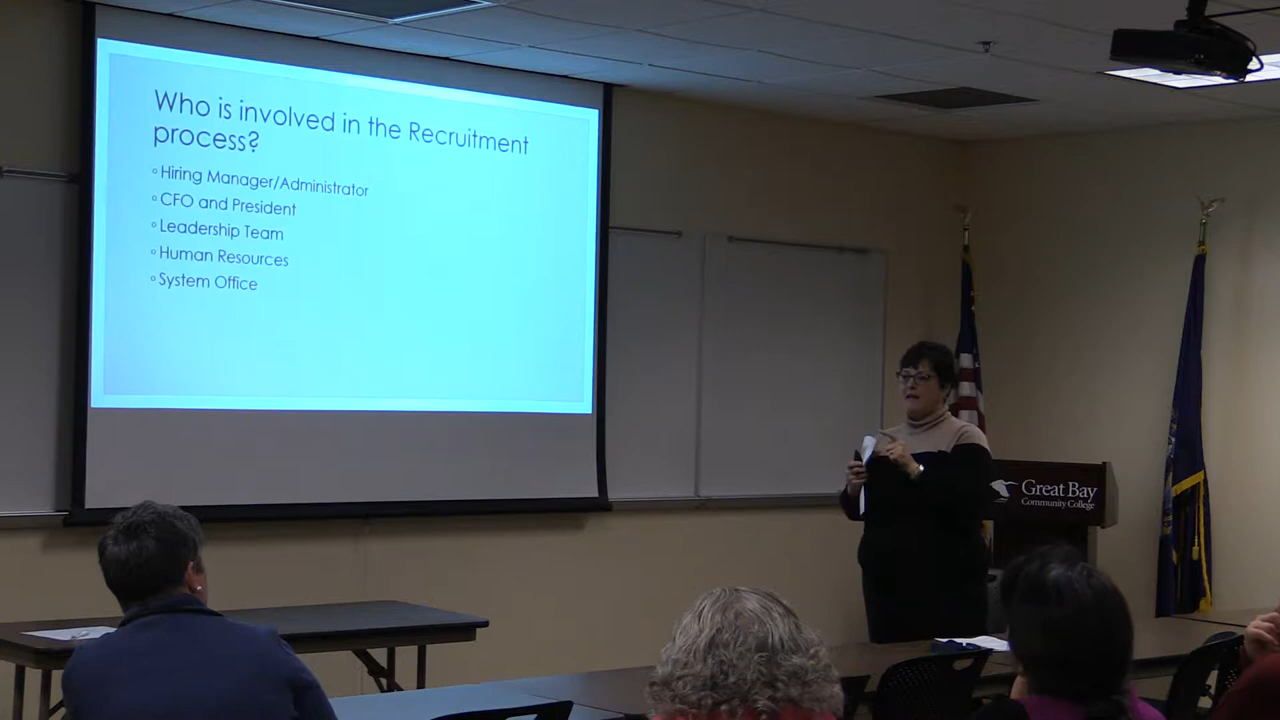 Who is involved in the Recruitment
process?
Hiring Manager/Administrator
CFO and President
Leadership Team
Human Resources
System Office
Great Bay
Community College